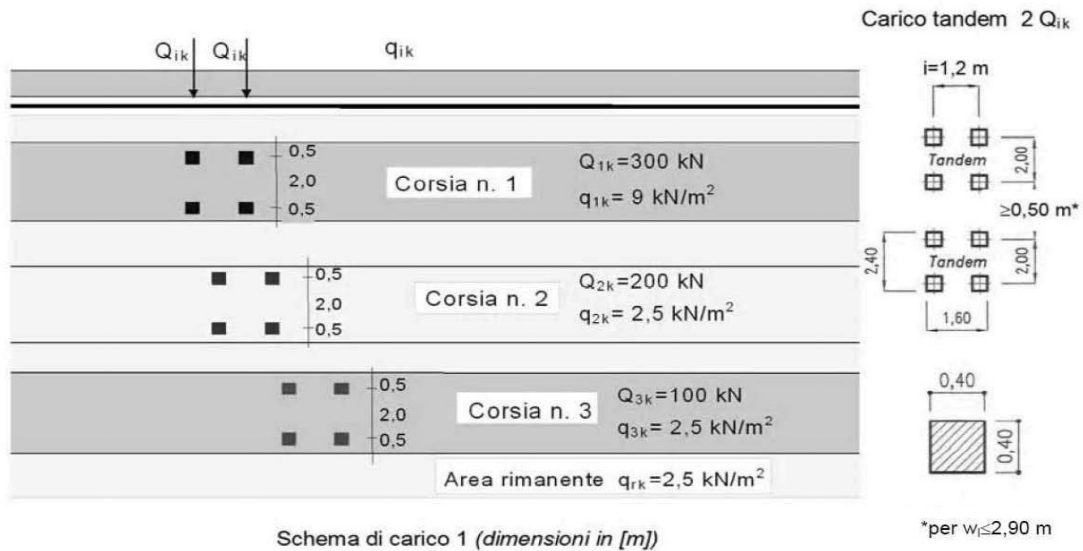 Carico tandem 2 Qik
Qik Qik qik
i=1,2 m
0,5
2,0
0,5
Corsia n. 1
Q1k=300 kN
q1k= 9 kN/m²
Tandem
2,00
≥0,50 m*
0,5
2,0
0,5
Corsia n. 2
Q2k=200 kN
q2k= 2,5 kN/m²
2,40
Tandem
2,00
1,60
0,5
2,0
0,5
Corsia n. 3
Q3k=100 kN
q3k= 2,5 kN/m²
0,40
0,40
Area rimanente qrk=2,5 kN/m²
Schema di carico 1 (dimensioni in [m])
*per wl≤2,90 m